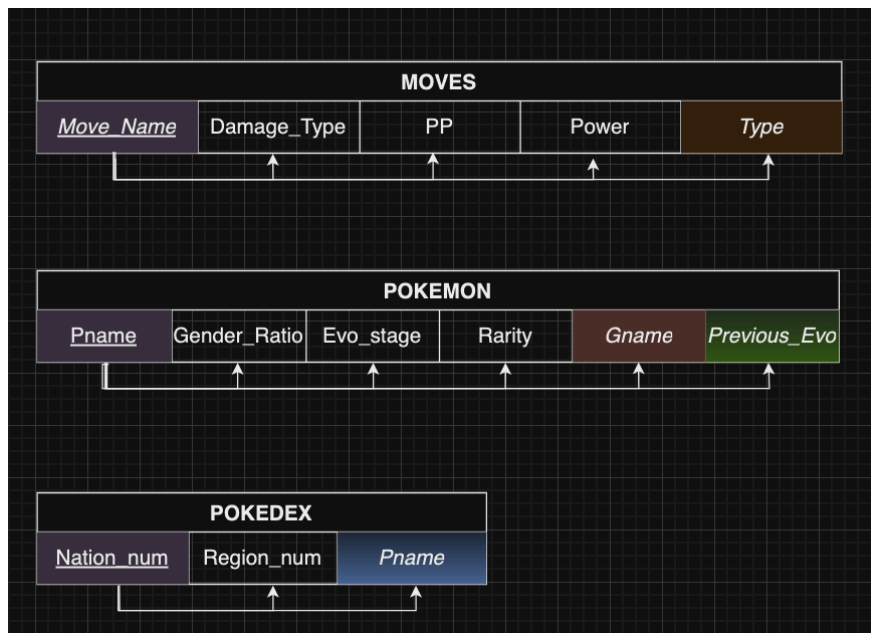 MOVES
Move_Name Damage_Type PP Power Type
POKEMON
Pname Gender_Ratio Evo_stage Rarity Gname Previous_Evo
POKEDEX
Nation_num Region_num Pname